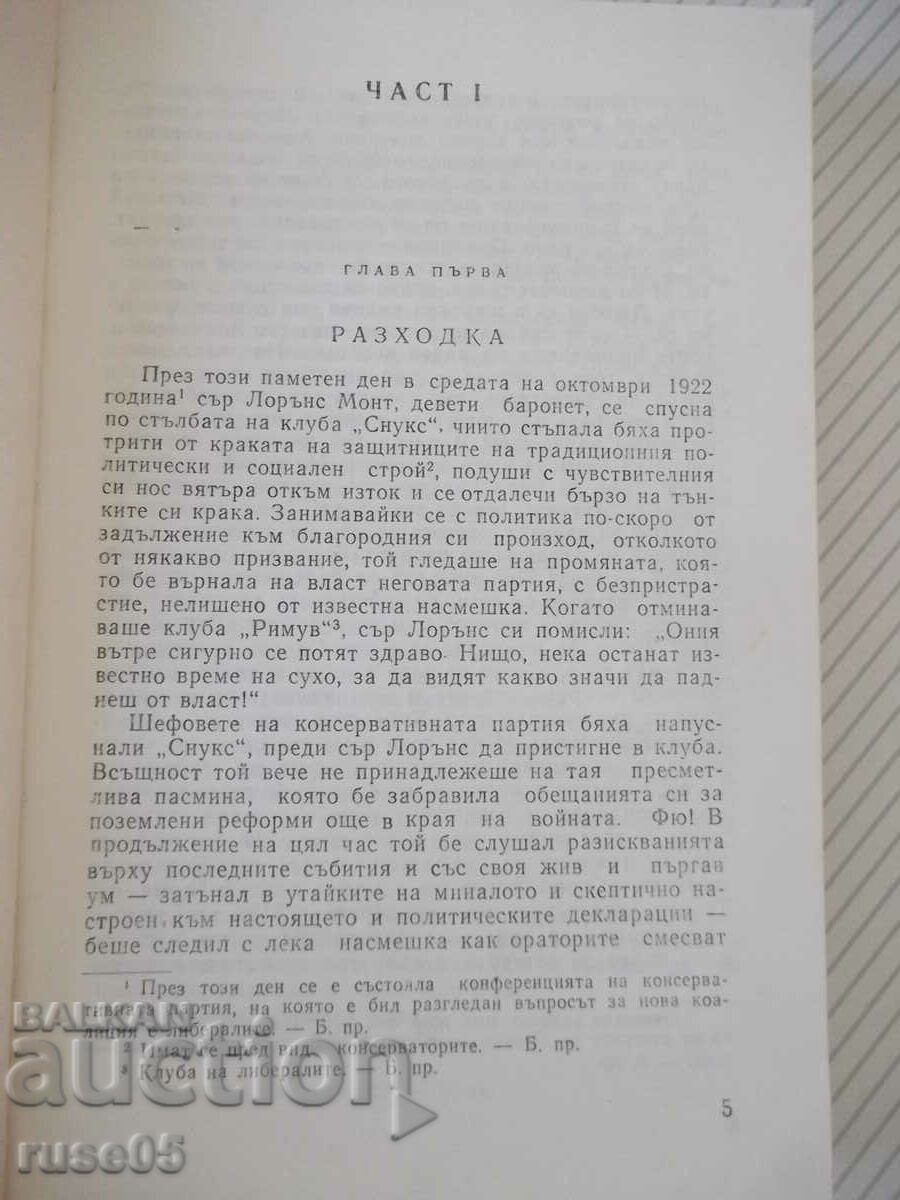 ЧАСТ I
ГЛАВА ПЪРВА
РАЗХОДКА
През този паметен ден в средата на октомври 1922
година¹ сър Лорънс Монт, девети баронет, се спусна
по стълбата на клуба „Снукс“, чиито стъпала бяха про-
трити от краката на защитниците на традиционния по-
литически и социален строй², подуши с чувствителния
си нос вятъра откъм изток и се отдалечи бързо на тън-
ките си крака. Занимавайки се с политика по-скоро от
задължение към благородния си произход, отколкото
от някакво призвание, той гледаше на промяната, коя-
то бе върнала на власт неговата партия, с безпристра-
стие, нелишено от известна насмешка. Когато отмина-
ваше клуба „Римув“³, сър Лорънс си помисли: „Ония
вътре сигурно се потят здраво. Нищо, нека останат из-
вестно време на сухо, за да видят какво значи да пад-
неш от власт!“
Шефовете на консервативната партия бяха напус-
нали „Снукс“, преди сър Лорънс да пристигне в клуба.
Всъщност той вече не принадлежеше на тая пресмет-
лива пасмина, която бе забравила обещанията си за
поземлени реформи още в края на войната. Фю! В
продължение на цял час той бе слушал разискванията
върху последните събития и със своя жив и пъргав
ум — затънал в утайките на миналото и скептично на-
строен към настоящето и политическите декларации —
беше следил с лека насмешка как ораторите смесват
¹ През този ден се е състояла конференцията на консерва-
тивната партия, на която е бил разгледан въпросът за нова коа-
лиция с либералите. — Б. пр.
² Имат се пред вид консерваторите. — Б. пр.
³ Клуба на либералите. — Б. пр.
5
BALKAN
auction
ruse05